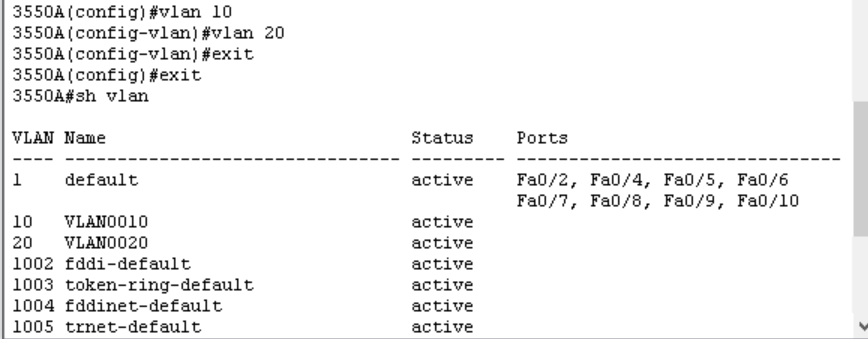 3550A(config)#vlan 10
3550A(config-vlan)#vlan 20
3550A(config-vlan)#exit
3550A(config)#exit
3550A#sh vlan
VLAN Name                             Status    Ports
---- -------------------------------- --------- -------------------------------
1    default                          active    Fa0/2, Fa0/4, Fa0/5, Fa0/6
                                                Fa0/7, Fa0/8, Fa0/9, Fa0/10
10   VLAN0010                         active
20   VLAN0020                         active
1002 fddi-default                     active
1003 token-ring-default               active
1004 fddinet-default                  active
1005 trnet-default                    active